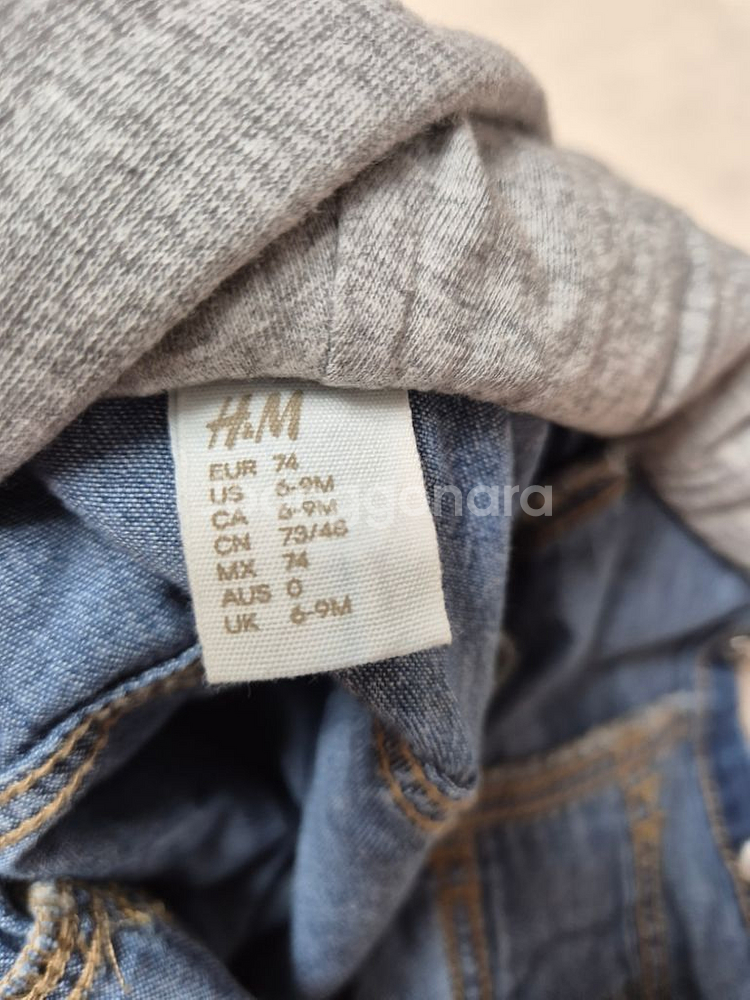 H&M
EUR 74
US 6-9M
CA 6-9M
CN 73/48
MX 74
AUS 0
UK 6-9M